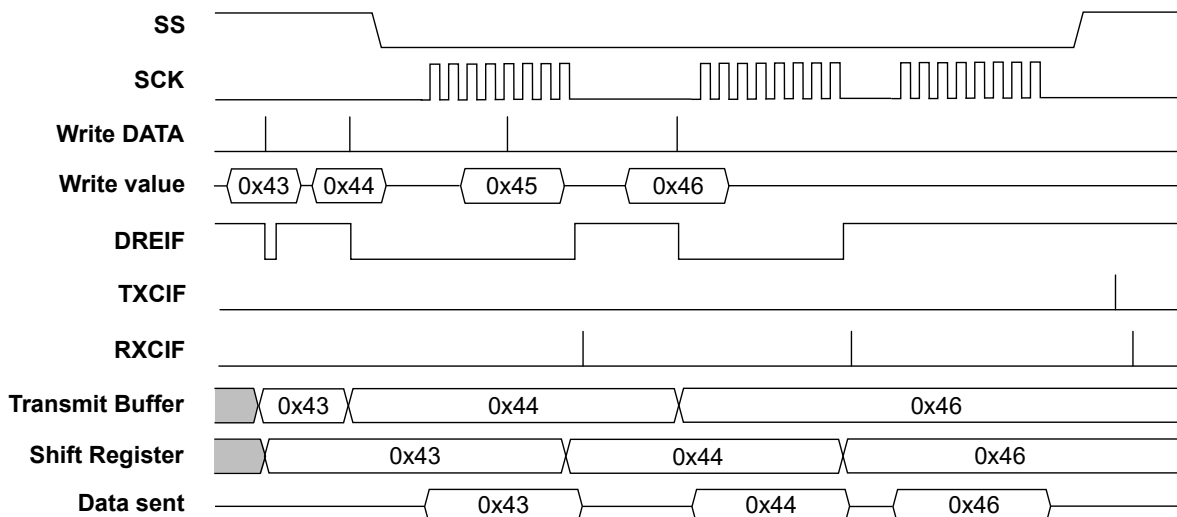 SS
SCK
Write DATA
Write value 0x43 0x44 0x45 0x46
DREIF
TXCIF
RXCIF
Transmit Buffer 0x43 0x44 0x46
Shift Register 0x43 0x44 0x46
Data sent 0x43 0x44 0x46